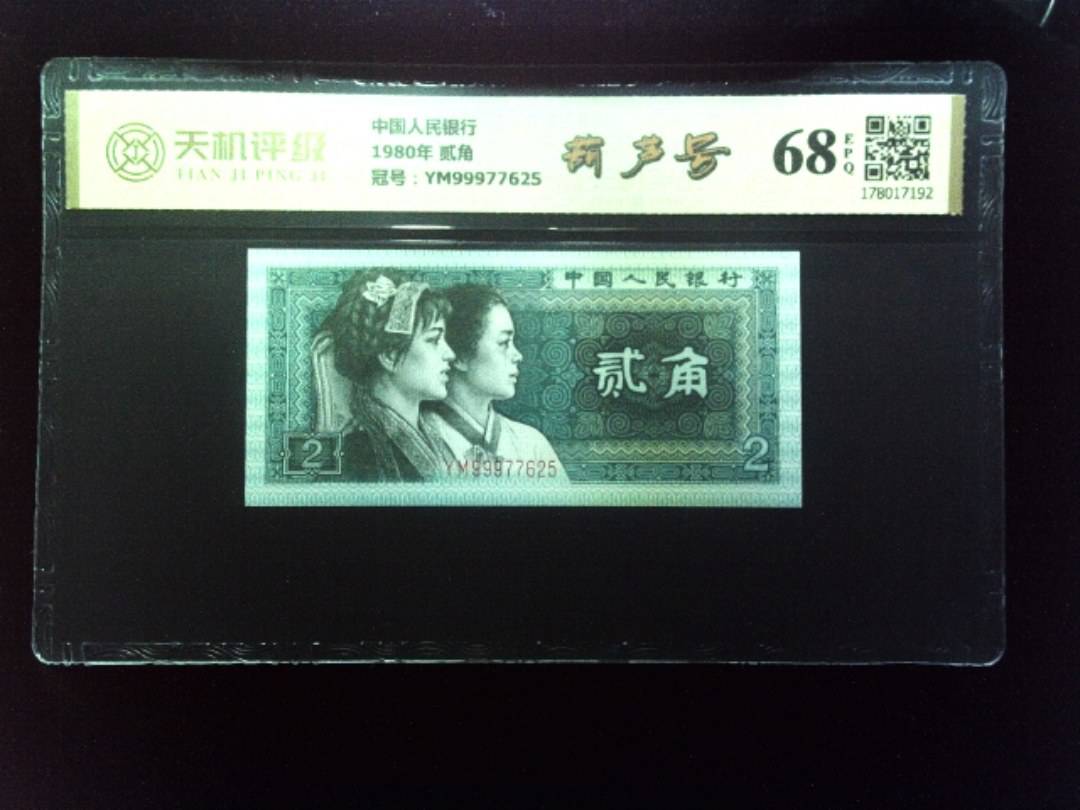 天机评级
TIAN JI PING JI
中国人民银行
1980年 贰角
冠号：YM99977625
葫芦号
68
EPQ
178017192
中国人民银行
贰角
2
2
YM99977625